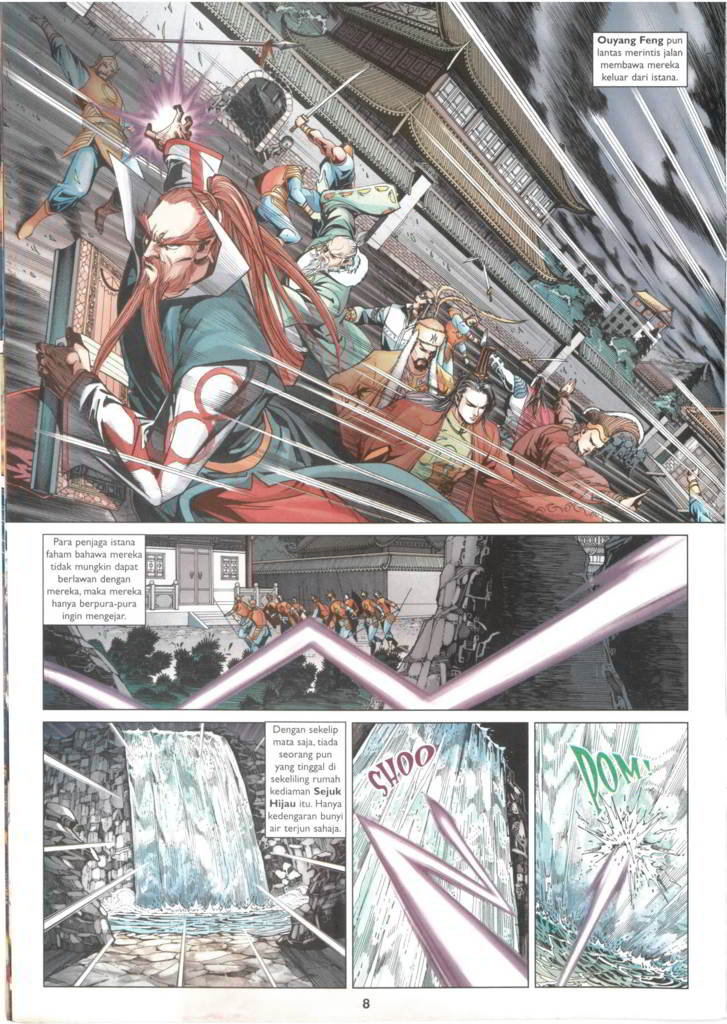 Ouyang Feng pun
lantas merintis jalan
membawa mereka
keluar dari istana.
Para penjaga istana
faham bahawa mereka
tidak mungkin dapat
berlawan dengan
mereka, maka mereka
hanya berpura-pura
ingin mengejar.
Dengan sekelip
mata saja, tiada
seorang pun
yang tinggal di
sekeliling rumah
kediaman Sejuk
Hijau itu. Hanya
kedengaran bunyi
air terjun sahaja.
SHOO
POM!
8